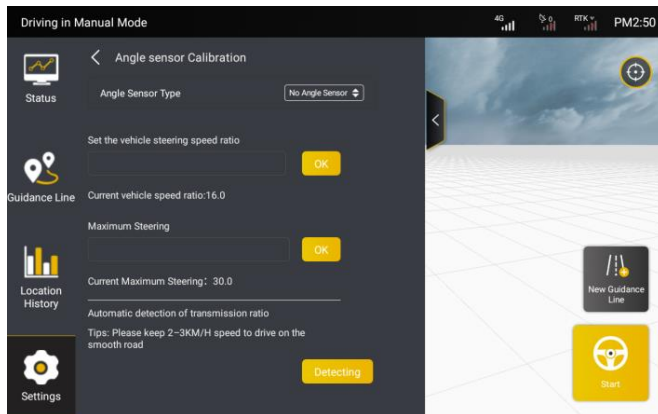 Driving in Manual Mode
4G
0
RTK
PM2:50
Status
Guidance Line
Location
History
Settings
Angle sensor Calibration
Angle Sensor Type
No Angle Sensor
Set the vehicle steering speed ratio
OK
Current vehicle speed ratio:16.0
Maximum Steering
OK
Current Maximum Steering: 30.0
Automatic detection of transmission ratio
Tips: Please keep 2-3KM/H speed to drive on the
smooth road
Detecting
New Guidance
Line
Start